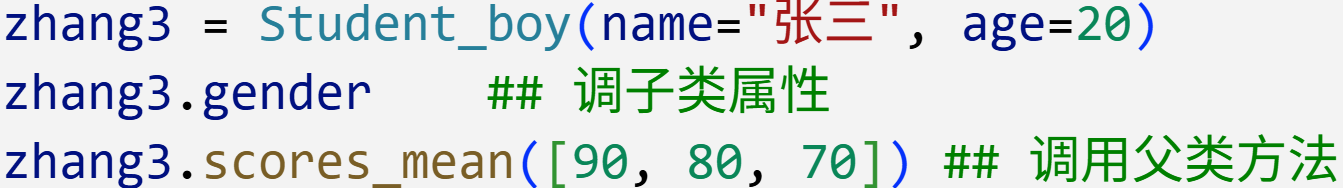 zhang3 = Student_boy(name="张三", age=20)
zhang3.gender    ## 调子类属性
zhang3.scores_mean([90, 80, 70]) ## 调用父类方法